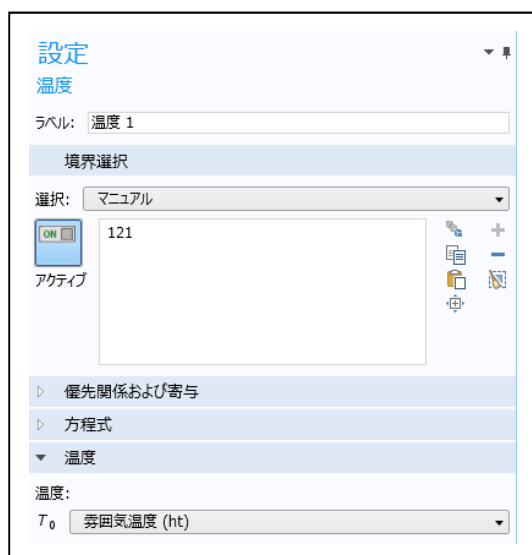 設定
温度
ラベル: 温度 1
境界選択
選択: マニュアル
ON 121
アクティブ
優先関係および寄与
方程式
温度
温度:
T₀ 雰囲気温度 (ht)